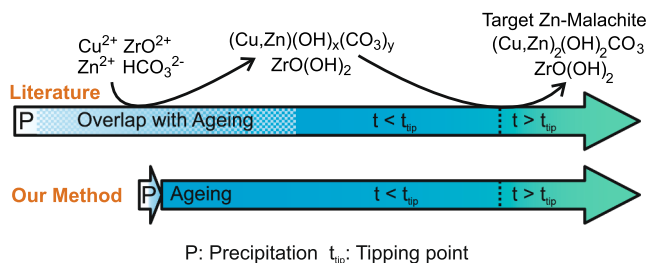 Target Zn-Malachite
Cu²⁺ ZrO²⁺ (Cu,Zn)(OH)ₓ(CO₃)ᵧ (Cu,Zn)₂(OH)₂CO₃
Zn²⁺ HCO₃²⁻ ZrO(OH)₂ ZrO(OH)₂
Literature
P Overlap with Ageing t < t_tip t > t_tip
Our Method P Ageing t < t_tip t > t_tip
P: Precipitation t_tip: Tipping point